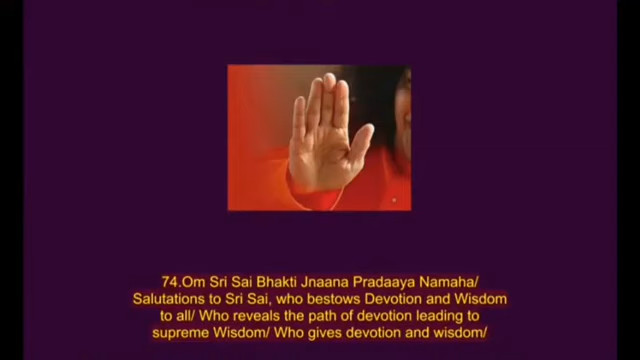 74.Om Sri Sai Bhakti Jnaana Pradaaya Namaha/
Salutations to Sri Sai, who bestows Devotion and Wisdom
to all/ Who reveals the path of devotion leading to
supreme Wisdom/ Who gives devotion and wisdom/